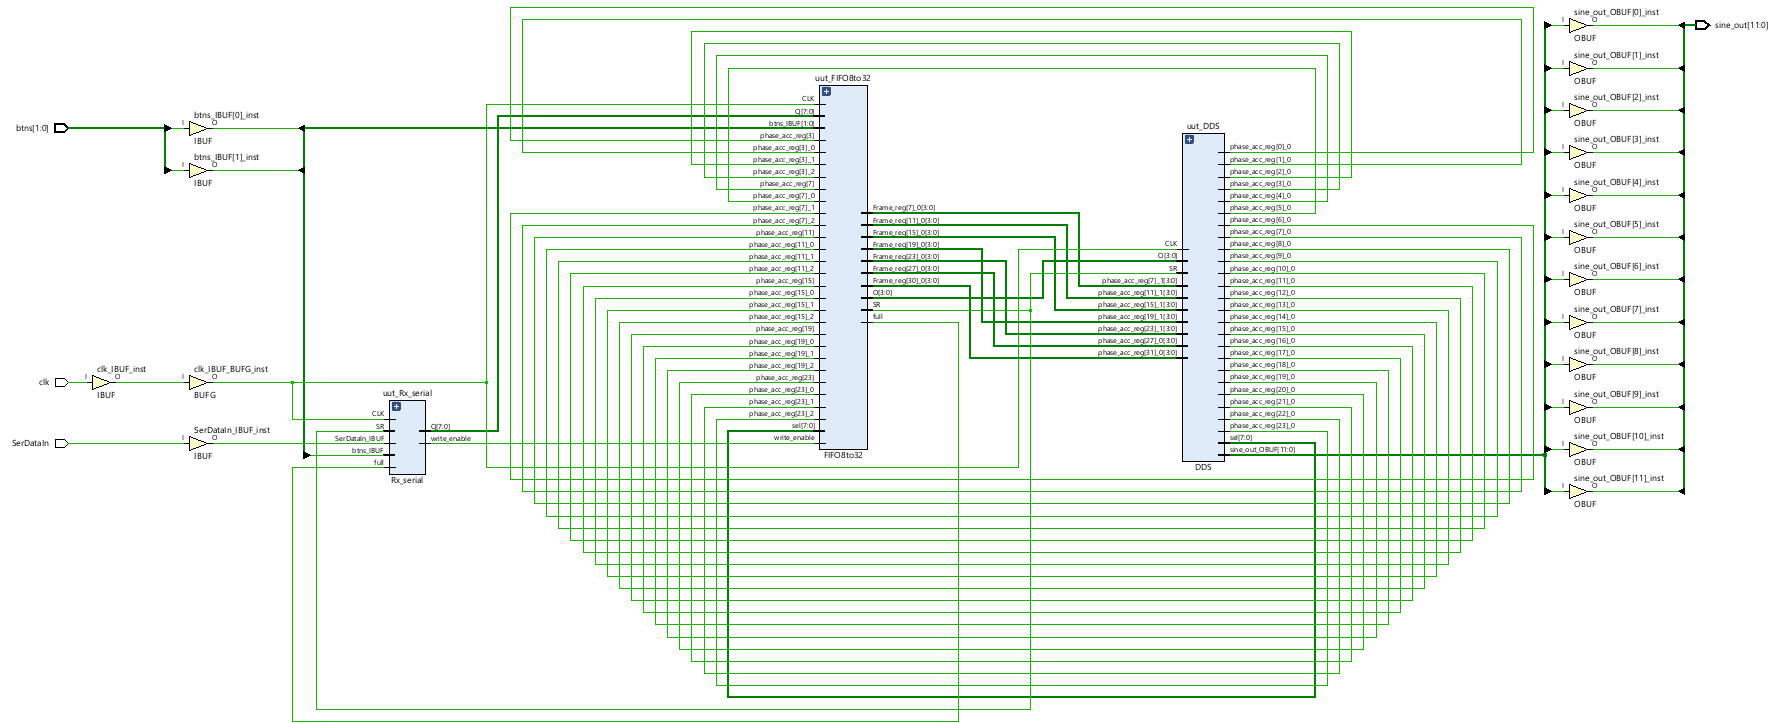 btns[1:0]
btns_IBUF[0]_inst
I
O
IBUF
btns_IBUF[1]_inst
I
O
IBUF
clk
clk_IBUF_inst
I
O
IBUF
clk_IBUF_BUFG_inst
I
O
BUFG
SerDataIn
SerDataIn_IBUF_inst
I
O
IBUF
uut_Rx_serial
CLK
SR
SerDataIn_IBUF
btns_IBUF
full
Q[7:0]
write_enable
Rx_serial
uut_FIFO8to32
CLK
Q[7:0]
btns_IBUF[1:0]
phase_acc_reg[3]
phase_acc_reg[3]_0
phase_acc_reg[3]_1
phase_acc_reg[3]_2
phase_acc_reg[7]
phase_acc_reg[7]_0
phase_acc_reg[7]_1
phase_acc_reg[7]_2
phase_acc_reg[11]
phase_acc_reg[11]_0
phase_acc_reg[11]_1
phase_acc_reg[11]_2
phase_acc_reg[15]
phase_acc_reg[15]_0
phase_acc_reg[15]_1
phase_acc_reg[15]_2
phase_acc_reg[19]
phase_acc_reg[19]_0
phase_acc_reg[19]_1
phase_acc_reg[19]_2
phase_acc_reg[23]
phase_acc_reg[23]_0
phase_acc_reg[23]_1
phase_acc_reg[23]_2
sel[7:0]
write_enable
Frame_reg[7]_0[3:0]
Frame_reg[11]_0[3:0]
Frame_reg[15]_0[3:0]
Frame_reg[19]_0[3:0]
Frame_reg[23]_0[3:0]
Frame_reg[27]_0[3:0]
Frame_reg[30]_0[3:0]
O[3:0]
SR
full
FIFO8to32
uut_DDS
CLK
O[3:0]
SR
phase_acc_reg[7]_1[3:0]
phase_acc_reg[11]_1[3:0]
phase_acc_reg[15]_1[3:0]
phase_acc_reg[19]_1[3:0]
phase_acc_reg[23]_1[3:0]
phase_acc_reg[27]_0[3:0]
phase_acc_reg[31]_0[3:0]
phase_acc_reg[0]_0
phase_acc_reg[1]_0
phase_acc_reg[2]_0
phase_acc_reg[3]_0
phase_acc_reg[4]_0
phase_acc_reg[5]_0
phase_acc_reg[6]_0
phase_acc_reg[7]_0
phase_acc_reg[8]_0
phase_acc_reg[9]_0
phase_acc_reg[10]_0
phase_acc_reg[11]_0
phase_acc_reg[12]_0
phase_acc_reg[13]_0
phase_acc_reg[14]_0
phase_acc_reg[15]_0
phase_acc_reg[16]_0
phase_acc_reg[17]_0
phase_acc_reg[18]_0
phase_acc_reg[19]_0
phase_acc_reg[20]_0
phase_acc_reg[21]_0
phase_acc_reg[22]_0
phase_acc_reg[23]_0
sel[7:0]
sine_out_OBUF[11:0]
DDS
sine_out_OBUF[0]_inst
I
O
OBUF
sine_out_OBUF[1]_inst
I
O
OBUF
sine_out_OBUF[2]_inst
I
O
OBUF
sine_out_OBUF[3]_inst
I
O
OBUF
sine_out_OBUF[4]_inst
I
O
OBUF
sine_out_OBUF[5]_inst
I
O
OBUF
sine_out_OBUF[6]_inst
I
O
OBUF
sine_out_OBUF[7]_inst
I
O
OBUF
sine_out_OBUF[8]_inst
I
O
OBUF
sine_out_OBUF[9]_inst
I
O
OBUF
sine_out_OBUF[10]_inst
I
O
OBUF
sine_out_OBUF[11]_inst
I
O
OBUF
sine_out[11:0]